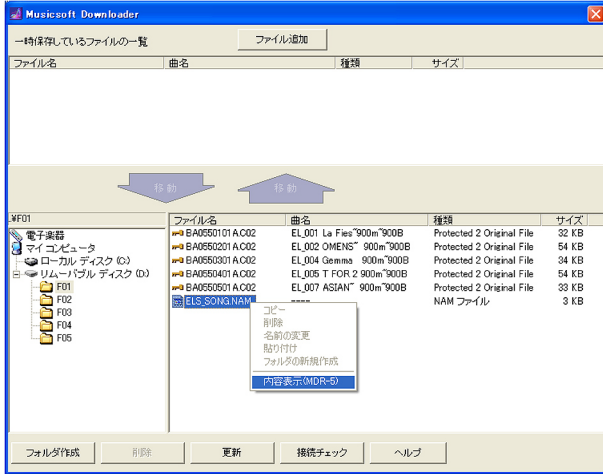 Musicsoft Downloader
一時保存しているファイルの一覧 ファイル追加
ファイル名 曲名 種類 サイズ
移動 移動
.¥F01 ファイル名 曲名 種類 サイズ
電子楽器
マイ コンピュータ
ローカル ディスク (C:)
リムーバブル ディスク (D:)
F01
F02
F03
F04
F05
BA0550101A.C02 EL_001 La Fies~900m~900B Protected 2 Original File 32 KB
BA0550201A.C02 EL_002 OMENS~ 900m~900B Protected 2 Original File 54 KB
BA0550301A.C02 EL_004 Gemma 900m~900B Protected 2 Original File 34 KB
BA0550401A.C02 EL_005 T FOR 2 900m~900B Protected 2 Original File 54 KB
BA0550501A.C02 EL_007 ASIAN~ 900m~900B Protected 2 Original File 33 KB
ELS_SONG.NAM ---- NAM ファイル 3 KB
コピー
削除
名前の変更
貼り付け
フォルダの新規作成
内容表示(MDR-5)
フォルダ作成 削除 更新 接続チェック ヘルプ